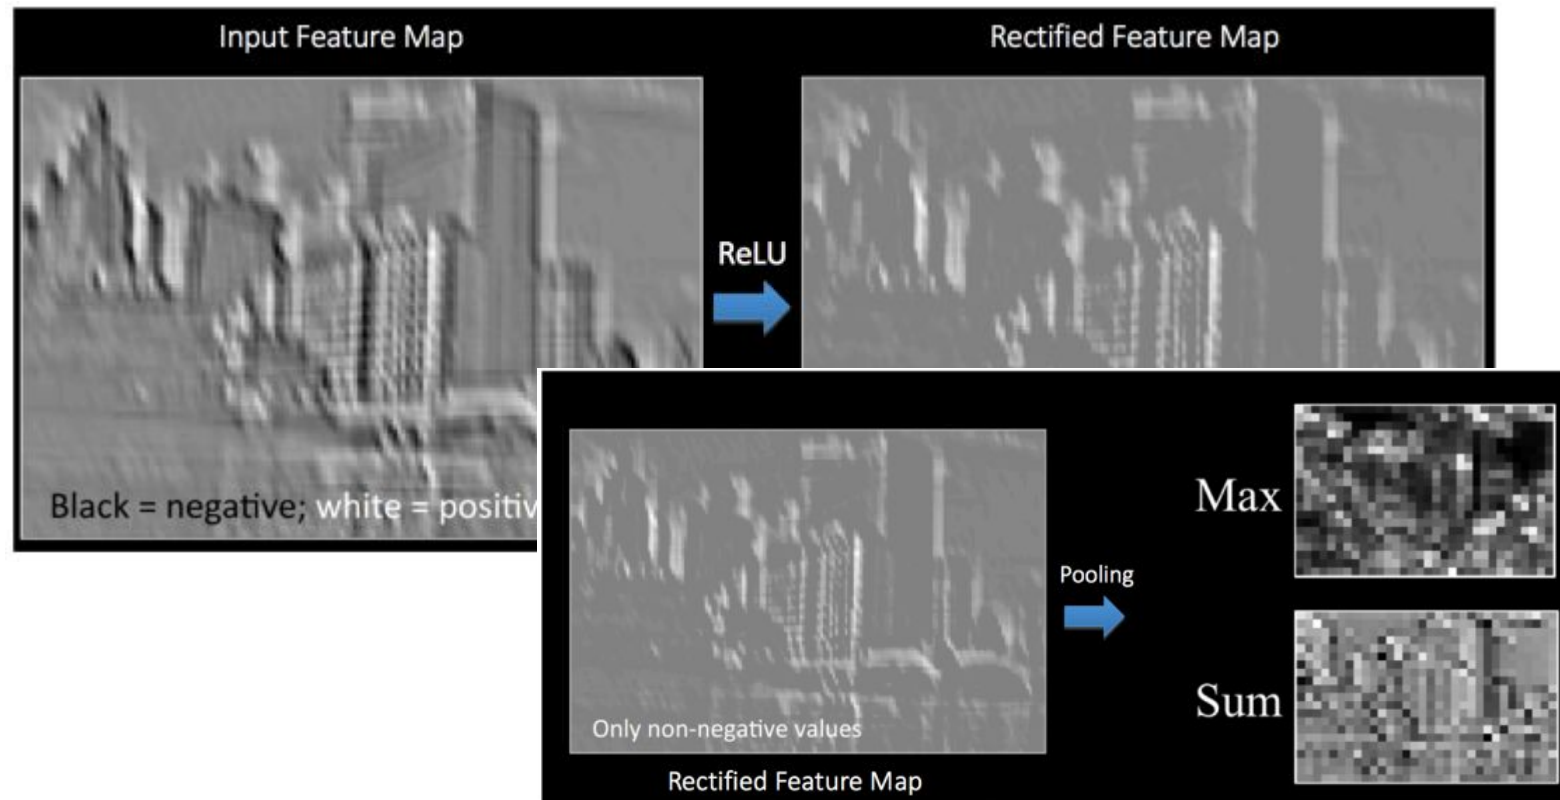 Input Feature Map
Rectified Feature Map
ReLU
Black = negative; white = positiv
Max
Pooling
Sum
Only non-negative values
Rectified Feature Map